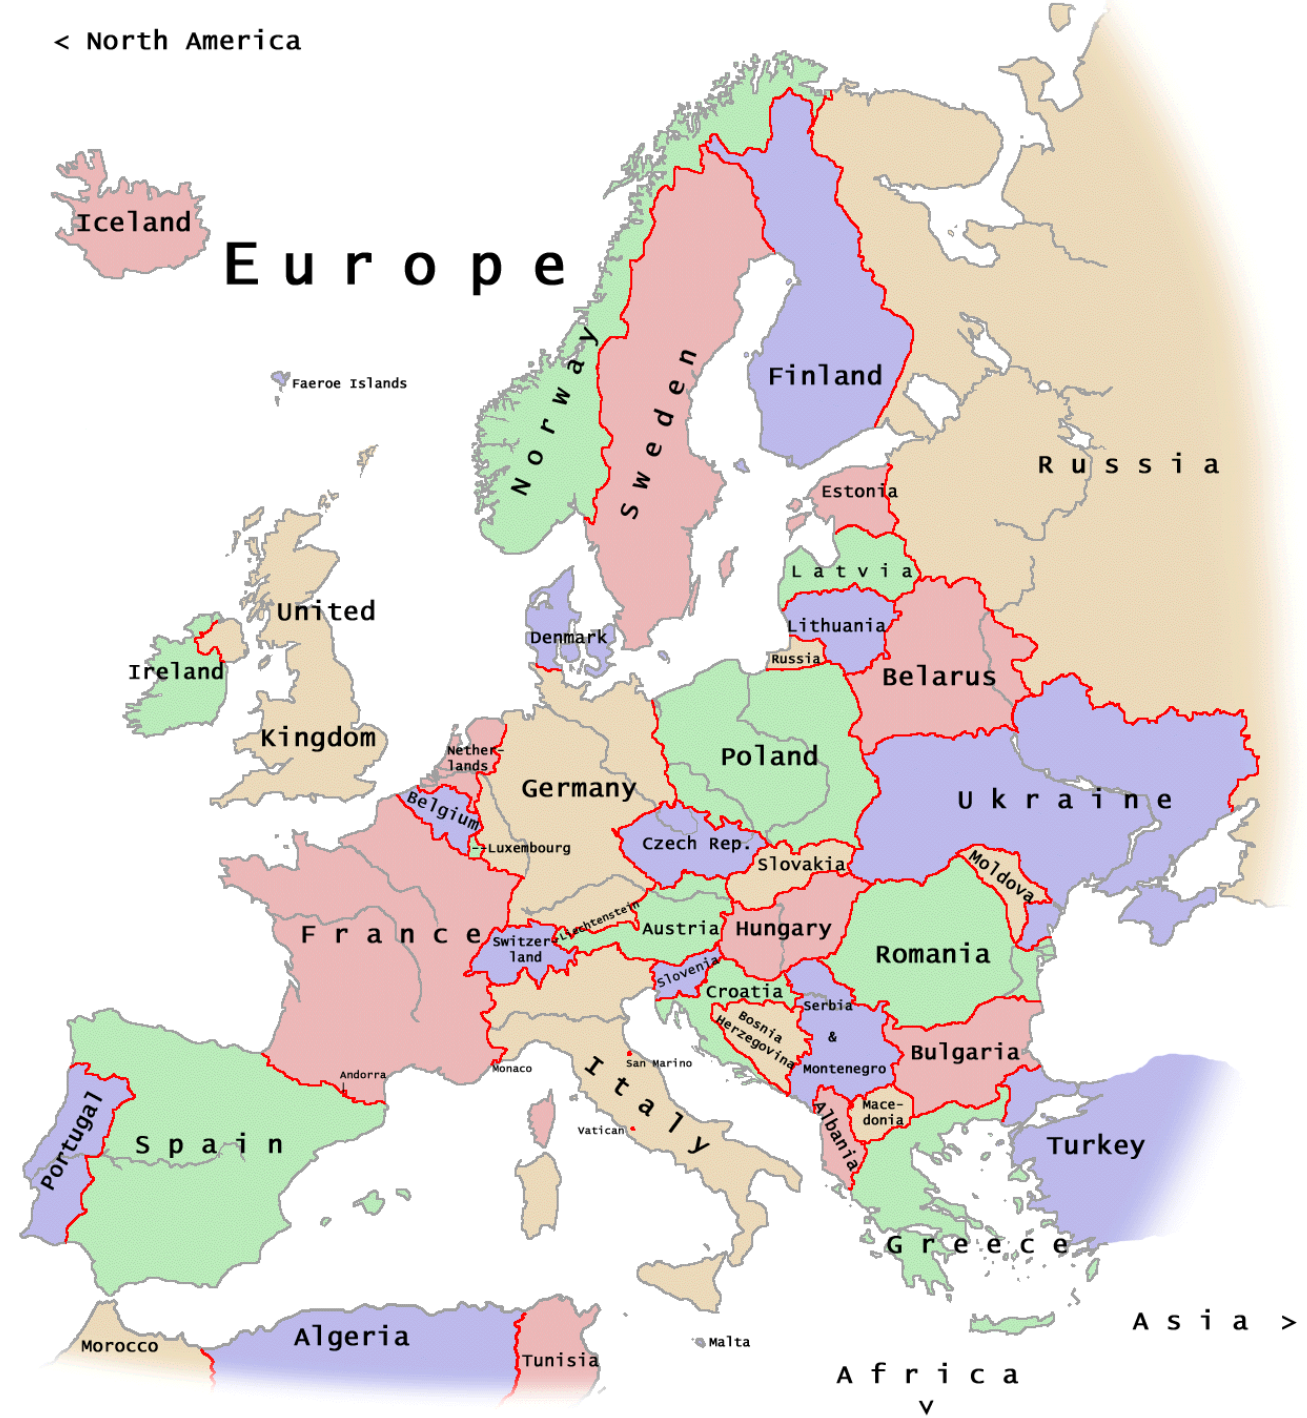 < North America
Iceland
Europe
Norway
Sweden
Finland
Faeroe Islands
Russia
Estonia
Latvia
Lithuania
Russia
Belarus
United
Kingdom
Ireland
Denmark
Nether-
lands
Belgium
--Luxembourg
Germany
Poland
Ukraine
Czech Rep.
Slovakia
Moldova
France
Switzer-
land
Liechtenstein
Austria
Hungary
Romania
Slovenia
Croatia
Bosnia
Herzegovina
Serbia
&
Montenegro
Bulgaria
Mace-
donia
Albania
Monaco
San Marino
Italy
Vatican
Andorra
Portugal
Spain
Turkey
Greece
Morocco
Algeria
Tunisia
Malta
Asia >
Africa
v